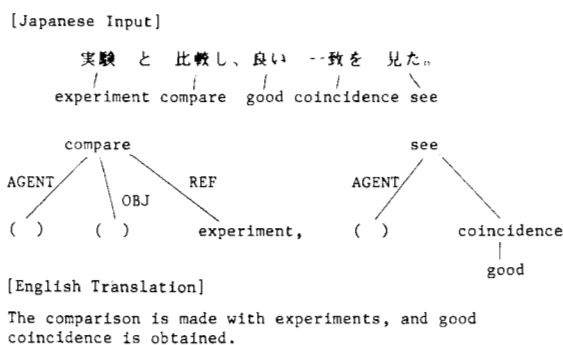 [Japanese Input]
実験 と 比較し、良い 一致を 見た。
experiment compare good coincidence see
compare see
AGENT OBJ REF AGENT
( ) ( ) experiment, ( ) coincidence
good
[English Translation]
The comparison is made with experiments, and good
coincidence is obtained.